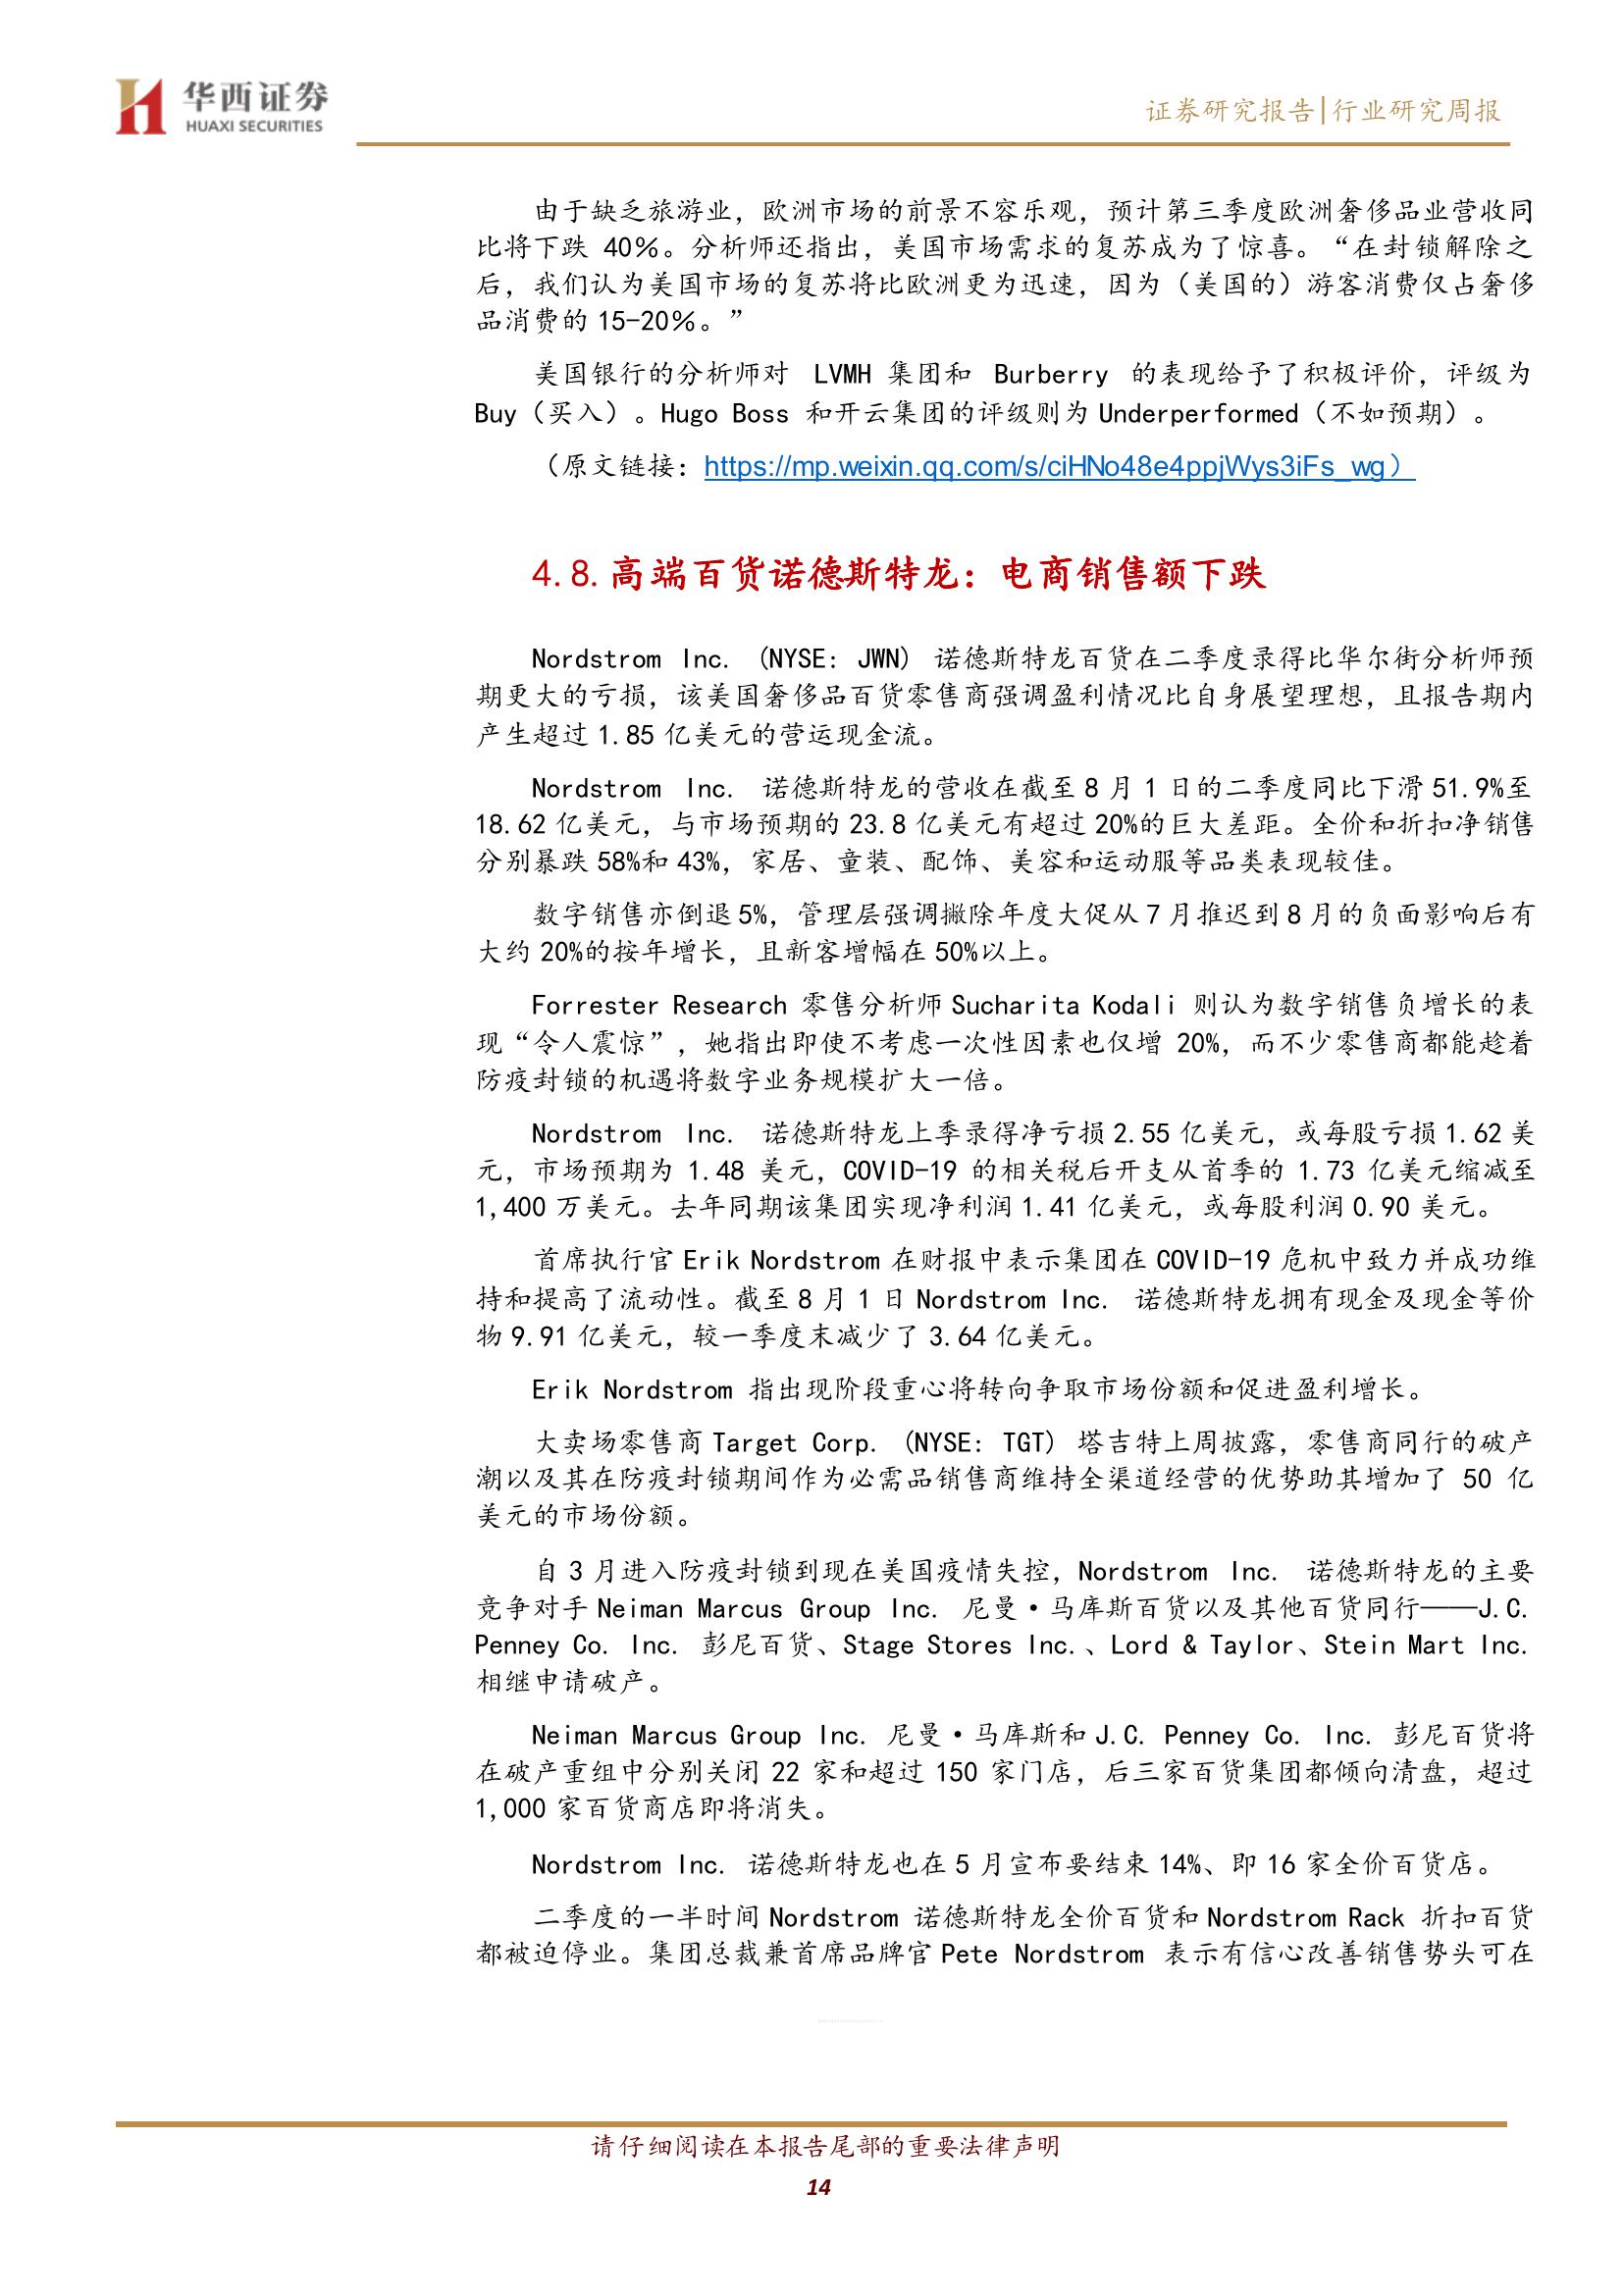 华西证券
HUAXI SECURITIES
证券研究报告|行业研究周报
由于缺乏旅游业，欧洲市场的前景不容乐观，预计第三季度欧洲奢侈品业营收同
比将下跌 40%。分析师还指出，美国市场需求的复苏成为了惊喜。“在封锁解除之
后，我们认为美国市场的复苏将比欧洲更为迅速，因为（美国的）游客消费仅占奢侈
品消费的 15-20%。”
美国银行的分析师对 LVMH 集团和 Burberry 的表现给予了积极评价，评级为
Buy（买入）。Hugo Boss 和开云集团的评级则为 Underperformed（不如预期）。
（原文链接：https://mp.weixin.qq.com/s/ciHNo48e4ppjWys3iFs_wg）
4.8.高端百货诺德斯特龙：电商销售额下跌
Nordstrom Inc. (NYSE: JWN) 诺德斯特龙百货在二季度录得比华尔街分析师预
期更大的亏损，该美国奢侈品百货零售商强调盈利情况比自身展望理想，且报告期内
产生超过 1.85 亿美元的营运现金流。
Nordstrom Inc. 诺德斯特龙的营收在截至 8 月 1 日的二季度同比下滑 51.9%至
18.62 亿美元，与市场预期的 23.8 亿美元有超过 20%的巨大差距。全价和折扣净销售
分别暴跌 58%和 43%，家居、童装、配饰、美容和运动服等品类表现较佳。
数字销售亦倒退 5%，管理层强调撇除年度大促从 7 月推迟到 8 月的负面影响后有
大约 20%的按年增长，且新客增幅在 50%以上。
Forrester Research 零售分析师 Sucharita Kodali 则认为数字销售负增长的表
现“令人震惊”，她指出即使不考虑一次性因素也仅增 20%，而不少零售商都能趁着
防疫封锁的机遇将数字业务规模扩大一倍。
Nordstrom Inc. 诺德斯特龙上季录得净亏损 2.55 亿美元，或每股亏损 1.62 美
元，市场预期为 1.48 美元，COVID-19 的相关税后开支从首季的 1.73 亿美元缩减至
1,400 万美元。去年同期该集团实现净利润 1.41 亿美元，或每股利润 0.90 美元。
首席执行官 Erik Nordstrom 在财报中表示集团在 COVID-19 危机中致力并成功维
持和提高了流动性。截至 8 月 1 日 Nordstrom Inc. 诺德斯特龙拥有现金及现金等价
物 9.91 亿美元，较一季度末减少了 3.64 亿美元。
Erik Nordstrom 指出现阶段重心将转向争取市场份额和促进盈利增长。
大卖场零售商 Target Corp. (NYSE: TGT) 塔吉特上周披露，零售商同行的破产
潮以及其在防疫封锁期间作为必需品销售商维持全渠道经营的优势助其增加了 50 亿
美元的市场份额。
自 3 月进入防疫封锁到现在美国疫情失控，Nordstrom Inc. 诺德斯特龙的主要
竞争对手 Neiman Marcus Group Inc. 尼曼·马库斯百货以及其他百货同行——J.C.
Penney Co. Inc. 彭尼百货、Stage Stores Inc.、Lord & Taylor、Stein Mart Inc.
相继申请破产。
Neiman Marcus Group Inc. 尼曼·马库斯和 J.C. Penney Co. Inc. 彭尼百货将
在破产重组中分别关闭 22 家和超过 150 家门店，后三家百货集团都倾向清盘，超过
1,000 家百货商店即将消失。
Nordstrom Inc. 诺德斯特龙也在 5 月宣布要结束 14%、即 16 家全价百货店。
二季度的一半时间 Nordstrom 诺德斯特龙全价百货和 Nordstrom Rack 折扣百货
都被迫停业。集团总裁兼首席品牌官 Pete Nordstrom 表示有信心改善销售势头可在
请仔细阅读在本报告尾部的重要法律声明
14